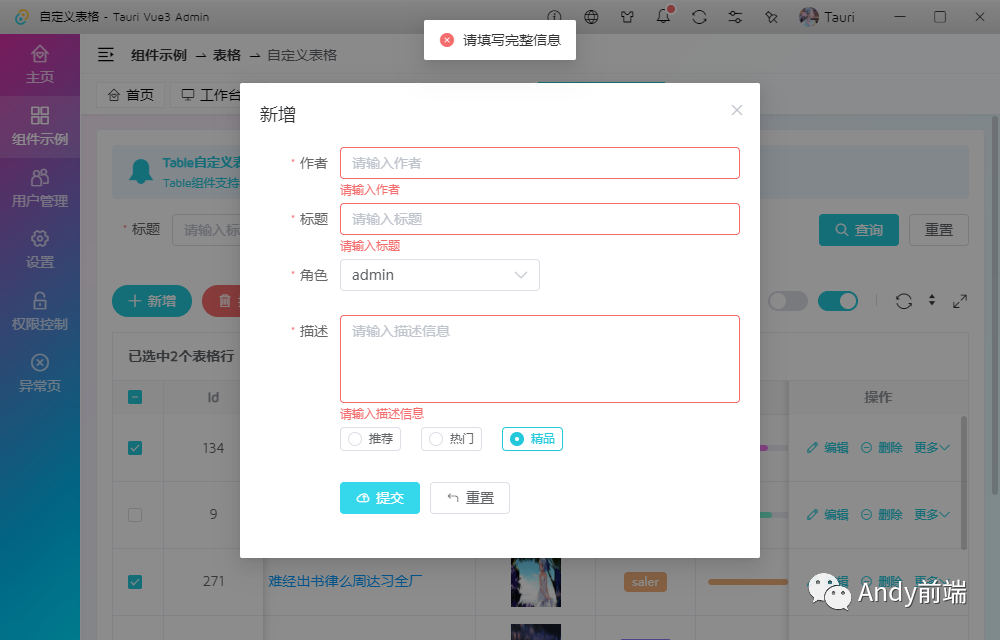 自定义表格 - Tauri Vue3 Admin
Tauri
请填写完整信息
主页
组件示例
用户管理
设置
权限控制
异常页
组件示例 → 表格 → 自定义表格
首页
工作台
Table自定义表
Table组件支持
* 标题
请输入标
查询
重置
新增
已选中2个表格行
Id
操作
134
编辑 删除 更多
9
编辑 删除 更多
271
难经出书律么周达习全厂
saler
新增
* 作者
请输入作者
请输入作者
* 标题
请输入标题
请输入标题
* 角色
admin
* 描述
请输入描述信息
请输入描述信息
推荐
热门
精品
提交
重置
Andy前端